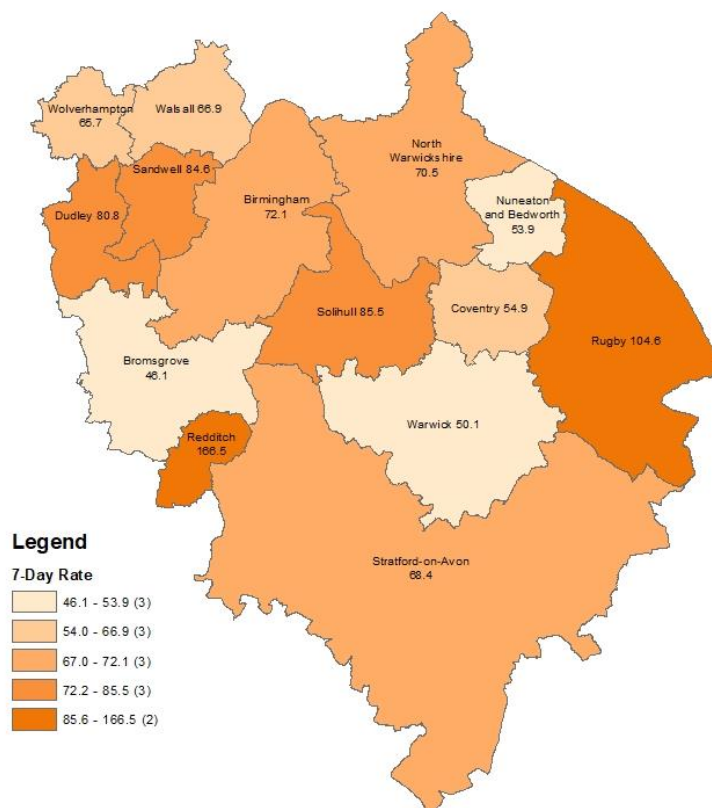 Wolverhampton
65.7
Walsall 66.9
North
Warwickshire
70.5
Sandwell 84.6
Birmingham
72.1
Nuneaton
and Bedworth
53.9
Dudley 80.8
Solihull 85.5
Coventry 54.9
Rugby 104.6
Bromsgrove
46.1
Warwick 50.1
Redditch
166.5
Stratford-on-Avon
68.4
Legend
7-Day Rate
46.1 - 53.9 (3)
54.0 - 66.9 (3)
67.0 - 72.1 (3)
72.2 - 85.5 (3)
85.6 - 166.5 (2)